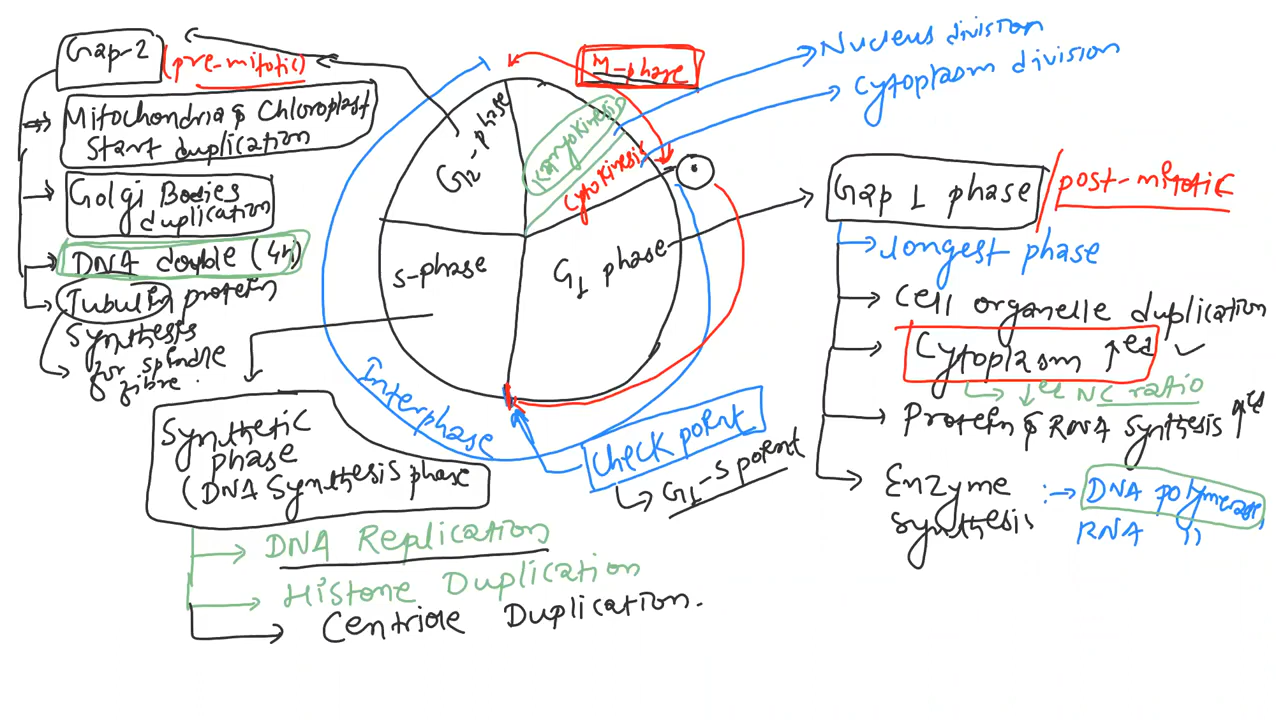 Gap-2
(pre-mitotic)
Mitochondria & Chloroplast
Start duplication
Golgi Bodies
duplication
DNA double (4n)
Tubulin protein
Synthesis
for spindle
fibre.
M-phase
Nucleus division
Cytoplasm division
G2-phase
Karyokinesis
Cytokinesis
S-phase
G1 phase
Interphase
Check point
G1-S point
Gap 1 phase
post-mitotic
longest phase
Cell organelle duplication
Cytoplasm ↑ed ✓
↓ed NC ratio
Protein & RNA synthesis ↑ed
Enzyme
synthesis
:→ DNA polymerase,
RNA ,,
Synthetic
phase
(DNA Synthesis phase
DNA Replication
Histone Duplication
Centriole Duplication.